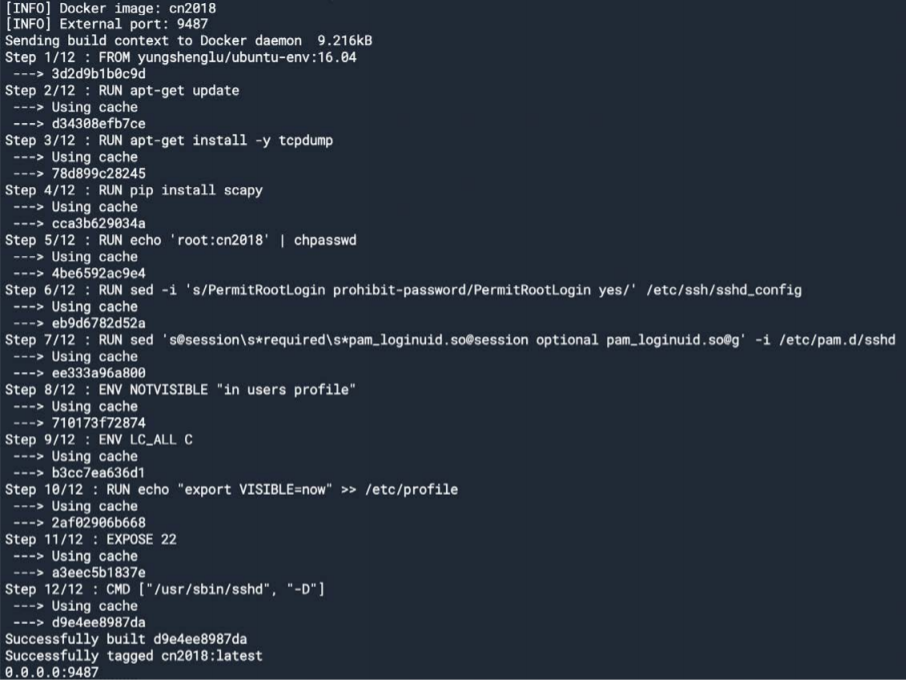 [INFO] Docker image: cn2018
[INFO] External port: 9487
Sending build context to Docker daemon  9.216kB
Step 1/12 : FROM yungshenglu/ubuntu-env:16.04
 ---> 3d2d9b1b0c9d
Step 2/12 : RUN apt-get update
 ---> Using cache
 ---> d34308efb7ce
Step 3/12 : RUN apt-get install -y tcpdump
 ---> Using cache
 ---> 78d899c28245
Step 4/12 : RUN pip install scapy
 ---> Using cache
 ---> cca3b629034a
Step 5/12 : RUN echo 'root:cn2018' | chpasswd
 ---> Using cache
 ---> 4be6592ac9e4
Step 6/12 : RUN sed -i 's/PermitRootLogin prohibit-password/PermitRootLogin yes/' /etc/ssh/sshd_config
 ---> Using cache
 ---> eb9d6782d52a
Step 7/12 : RUN sed 's@session\s*required\s*pam_loginuid.so@session optional pam_loginuid.so@g' -i /etc/pam.d/sshd
 ---> Using cache
 ---> ee333a96a800
Step 8/12 : ENV NOTVISIBLE "in users profile"
 ---> Using cache
 ---> 710173f72874
Step 9/12 : ENV LC_ALL C
 ---> Using cache
 ---> b3cc7ea636d1
Step 10/12 : RUN echo "export VISIBLE=now" >> /etc/profile
 ---> Using cache
 ---> 2af02906b668
Step 11/12 : EXPOSE 22
 ---> Using cache
 ---> a3eec5b1837e
Step 12/12 : CMD ["/usr/sbin/sshd", "-D"]
 ---> Using cache
 ---> d9e4ee8987da
Successfully built d9e4ee8987da
Successfully tagged cn2018:latest
0.0.0.0:9487